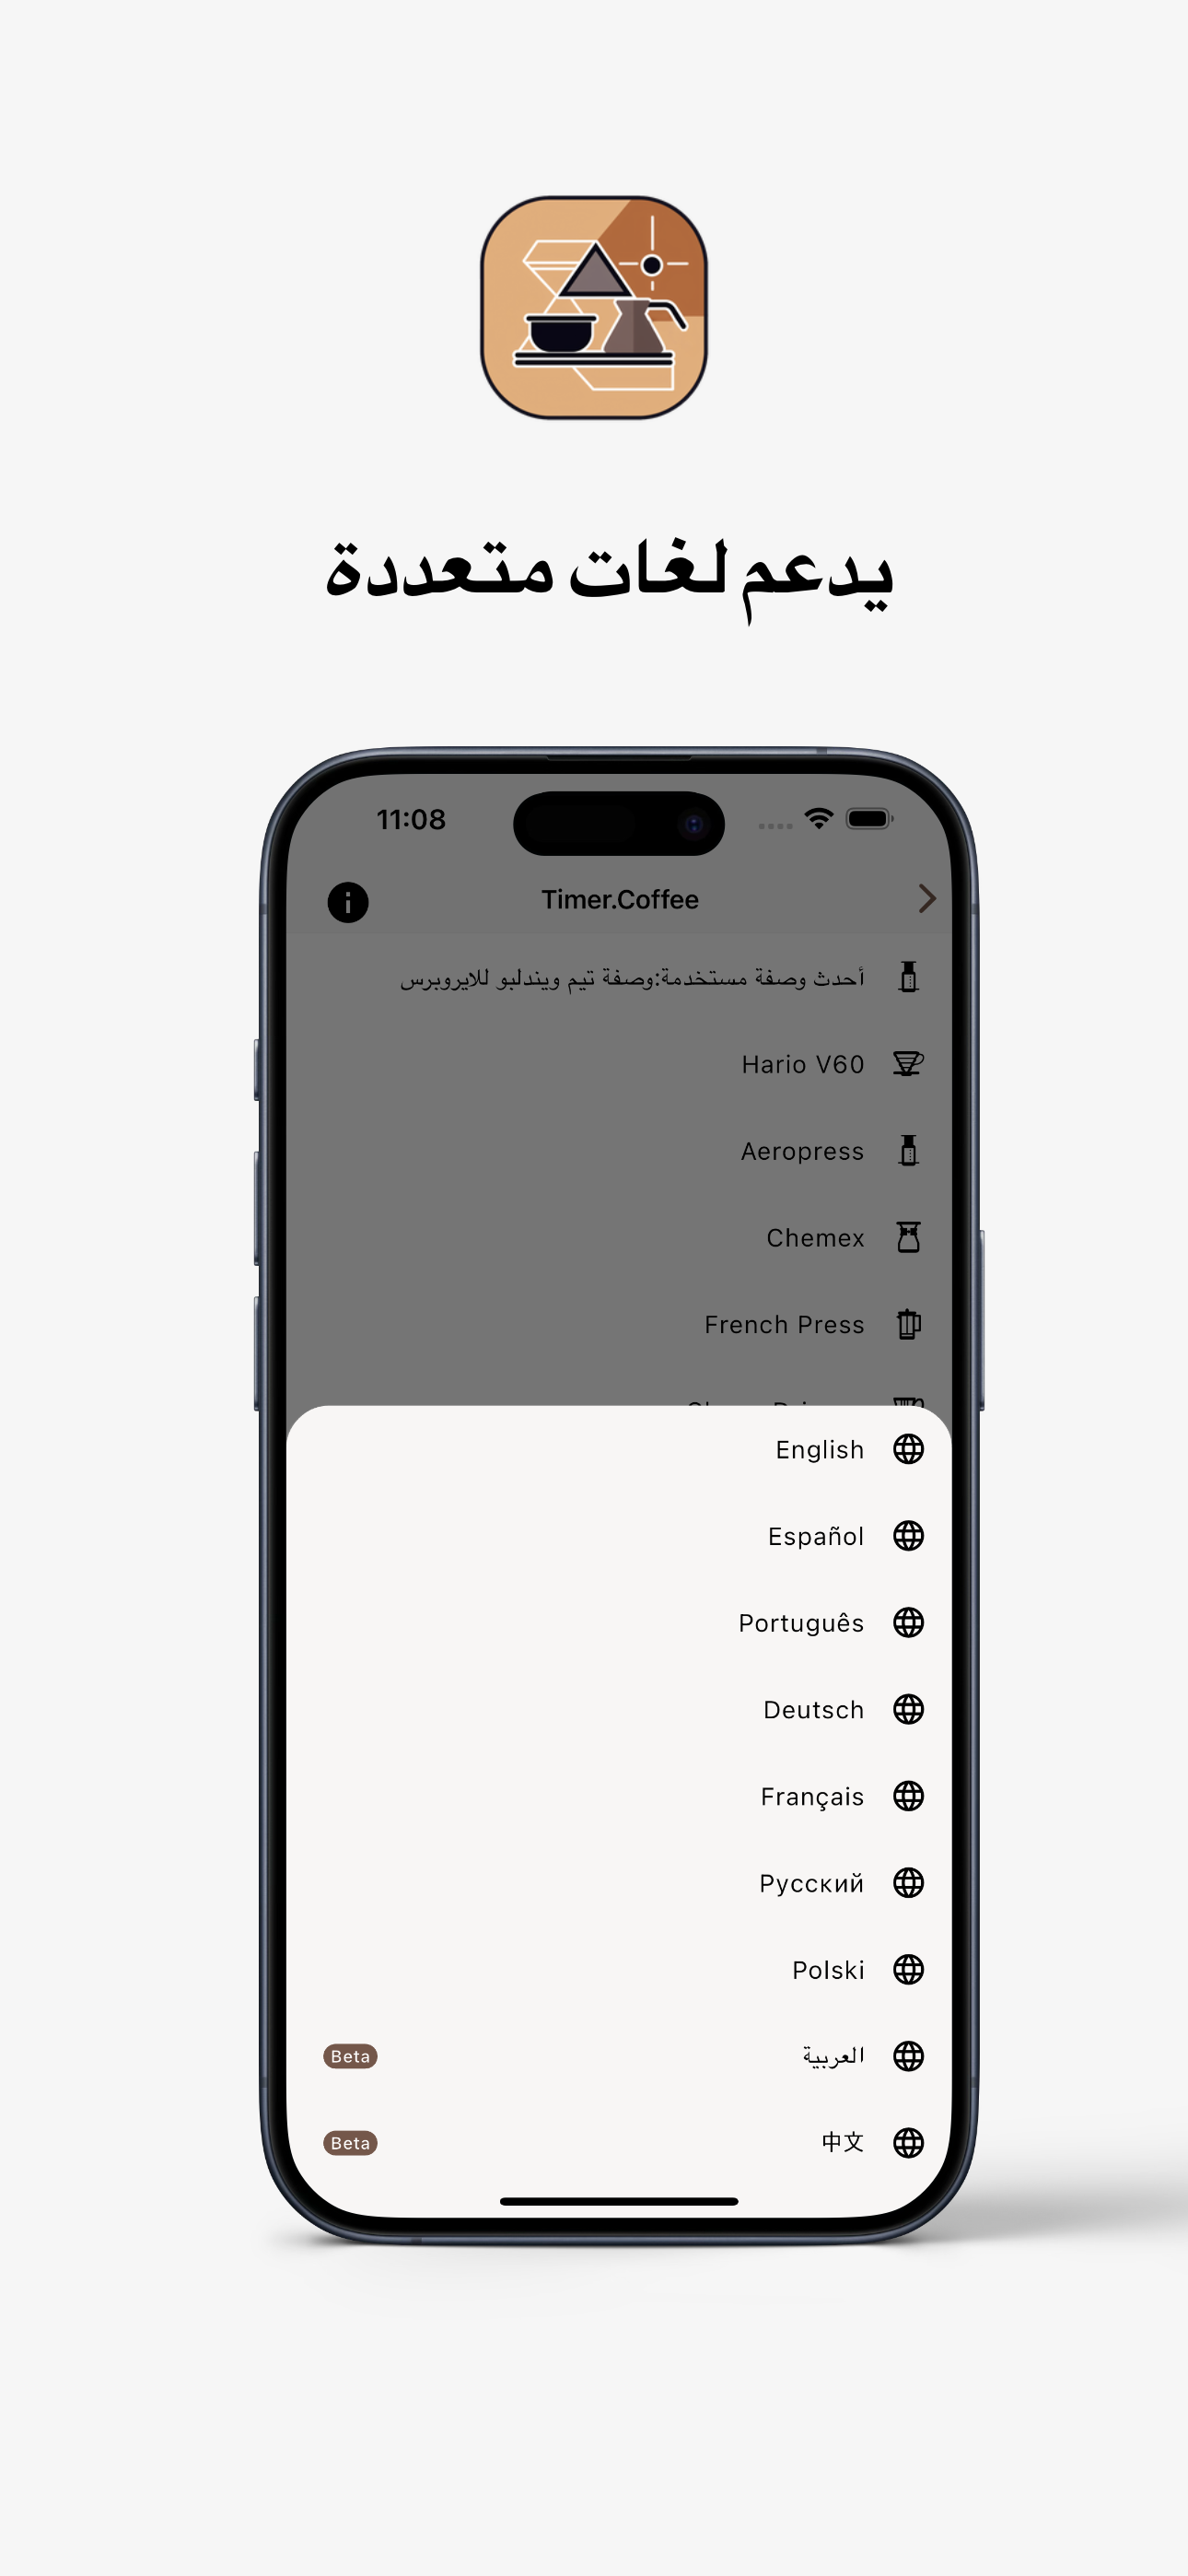 يدعم لغات متعددة
11:08
Timer.Coffee
أحدث وصفة مستخدمة:وصفة تيم ويندلبو للايروبرس
Hario V60
Aeropress
Chemex
French Press
English
Español
Português
Deutsch
Français
Русский
Polski
العربية Beta
中文 Beta